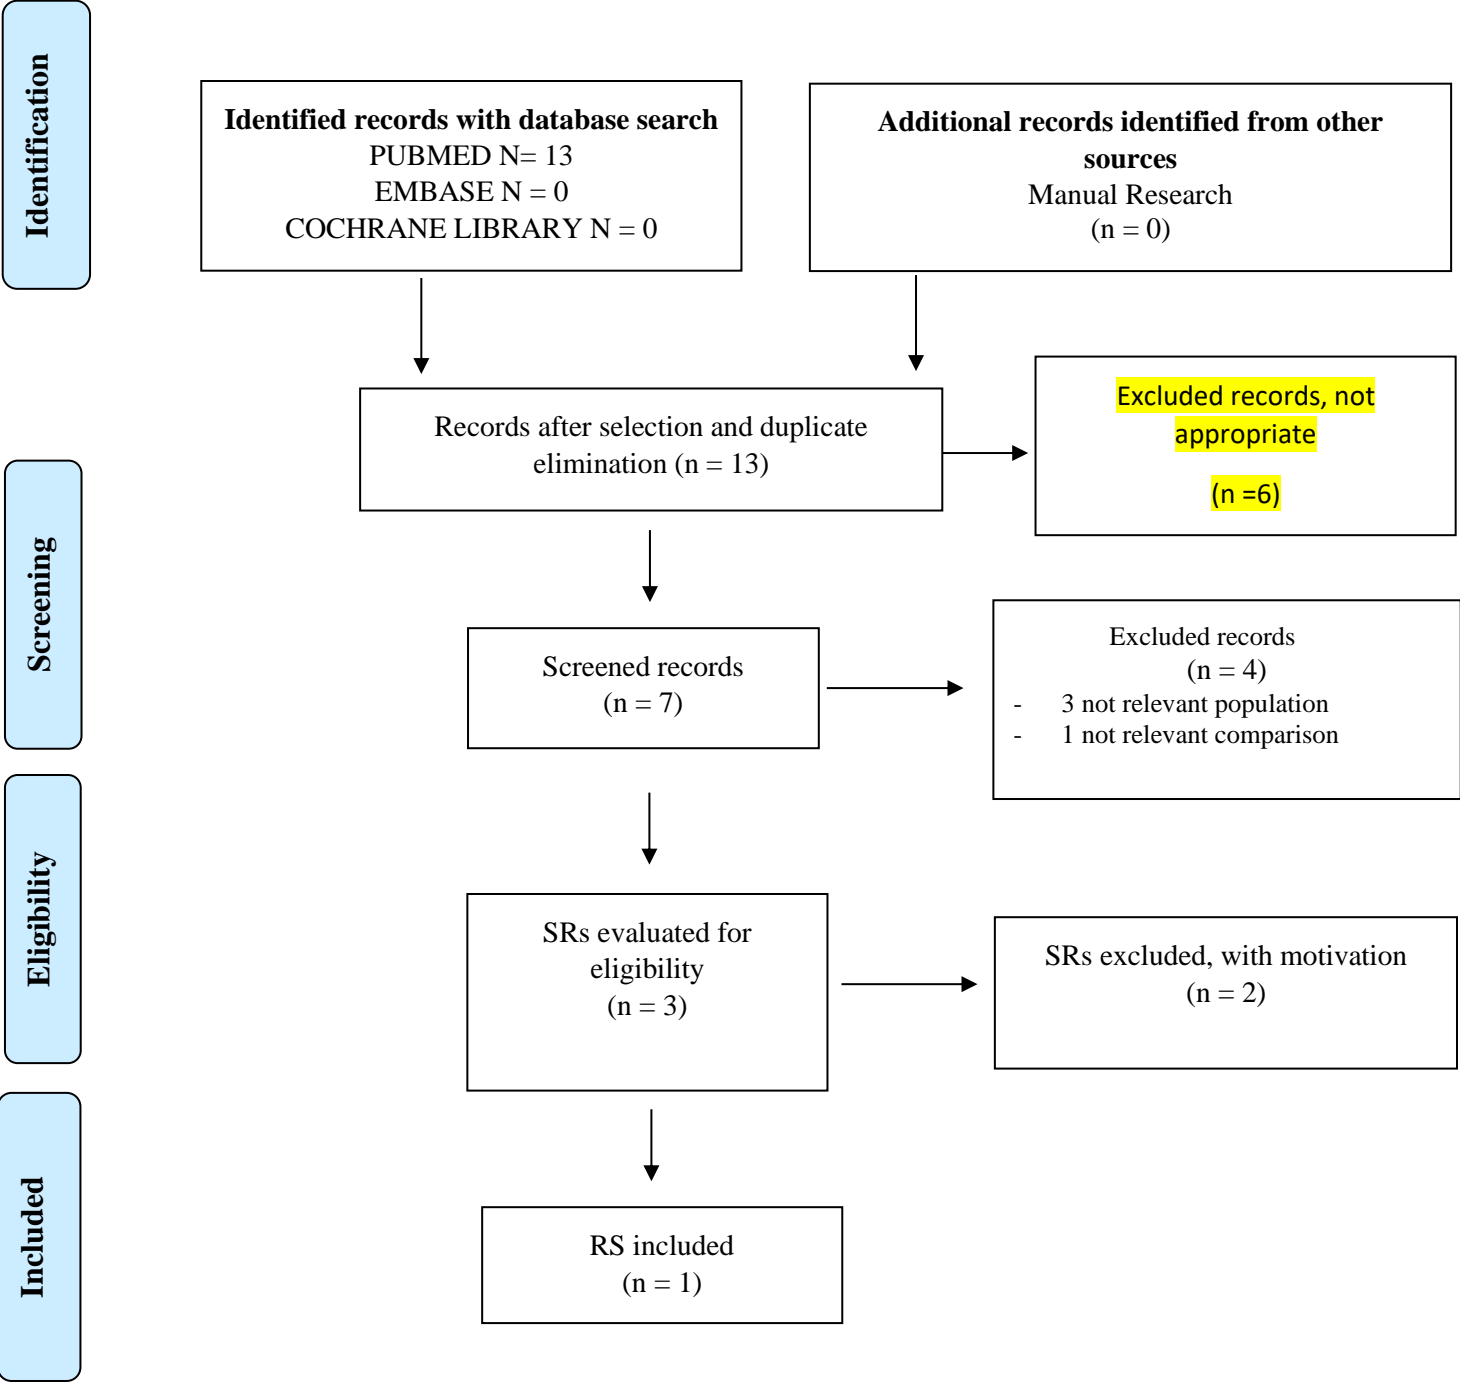 Identification
Identified records with database search
PUBMED N= 13
EMBASE N = 0
COCHRANE LIBRARY N = 0
Additional records identified from other
sources
Manual Research
(n = 0)
Records after selection and duplicate
elimination (n = 13)
Excluded records, not
appropriate
(n =6)
Screening
Screened records
(n = 7)
Excluded records
(n = 4)
- 3 not relevant population
- 1 not relevant comparison
Eligibility
SRs evaluated for
eligibility
(n = 3)
SRs excluded, with motivation
(n = 2)
Included
RS included
(n = 1)